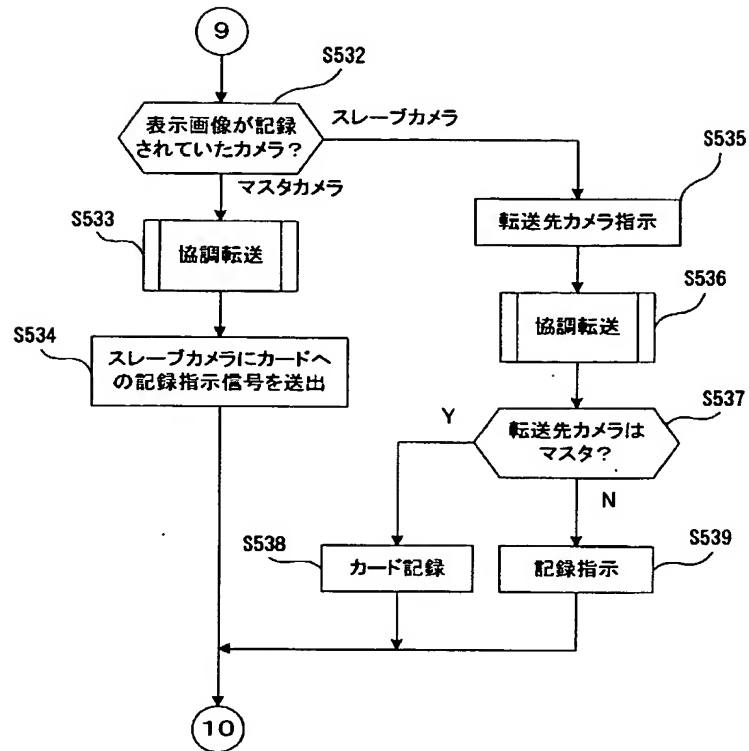 9
S532
表示画像が記録
されていたカメラ?
スレーブカメラ
マスタカメラ
S533
協調転送
S534
スレーブカメラにカードへ
の記録指示信号を送出
S535
転送先カメラ指示
S536
協調転送
S537
転送先カメラは
マスタ?
Y
N
S538
カード記録
S539
記録指示
10